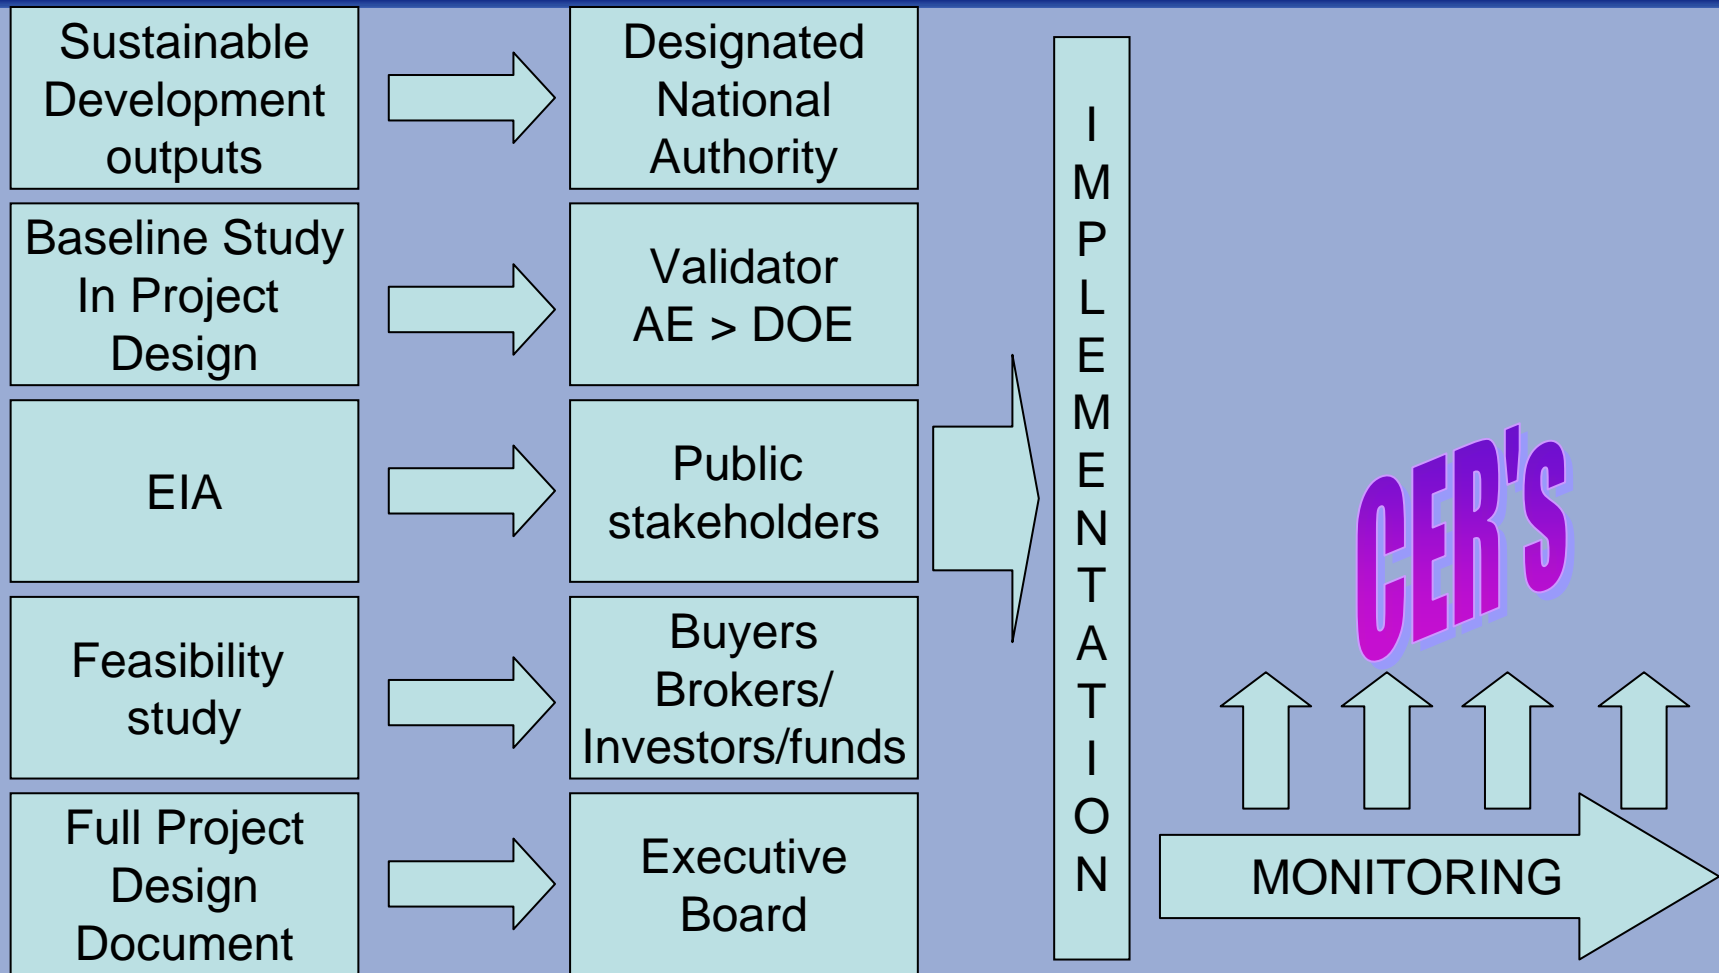 Sustainable
Development
outputs
Designated
National
Authority
Baseline Study
In Project
Design
Validator
AE > DOE
EIA
Public
stakeholders
Feasibility
study
Buyers
Brokers/
Investors/funds
Full Project
Design
Document
Executive
Board
I
M
P
L
E
M
E
N
T
A
T
I
O
N
CER'S
MONITORING